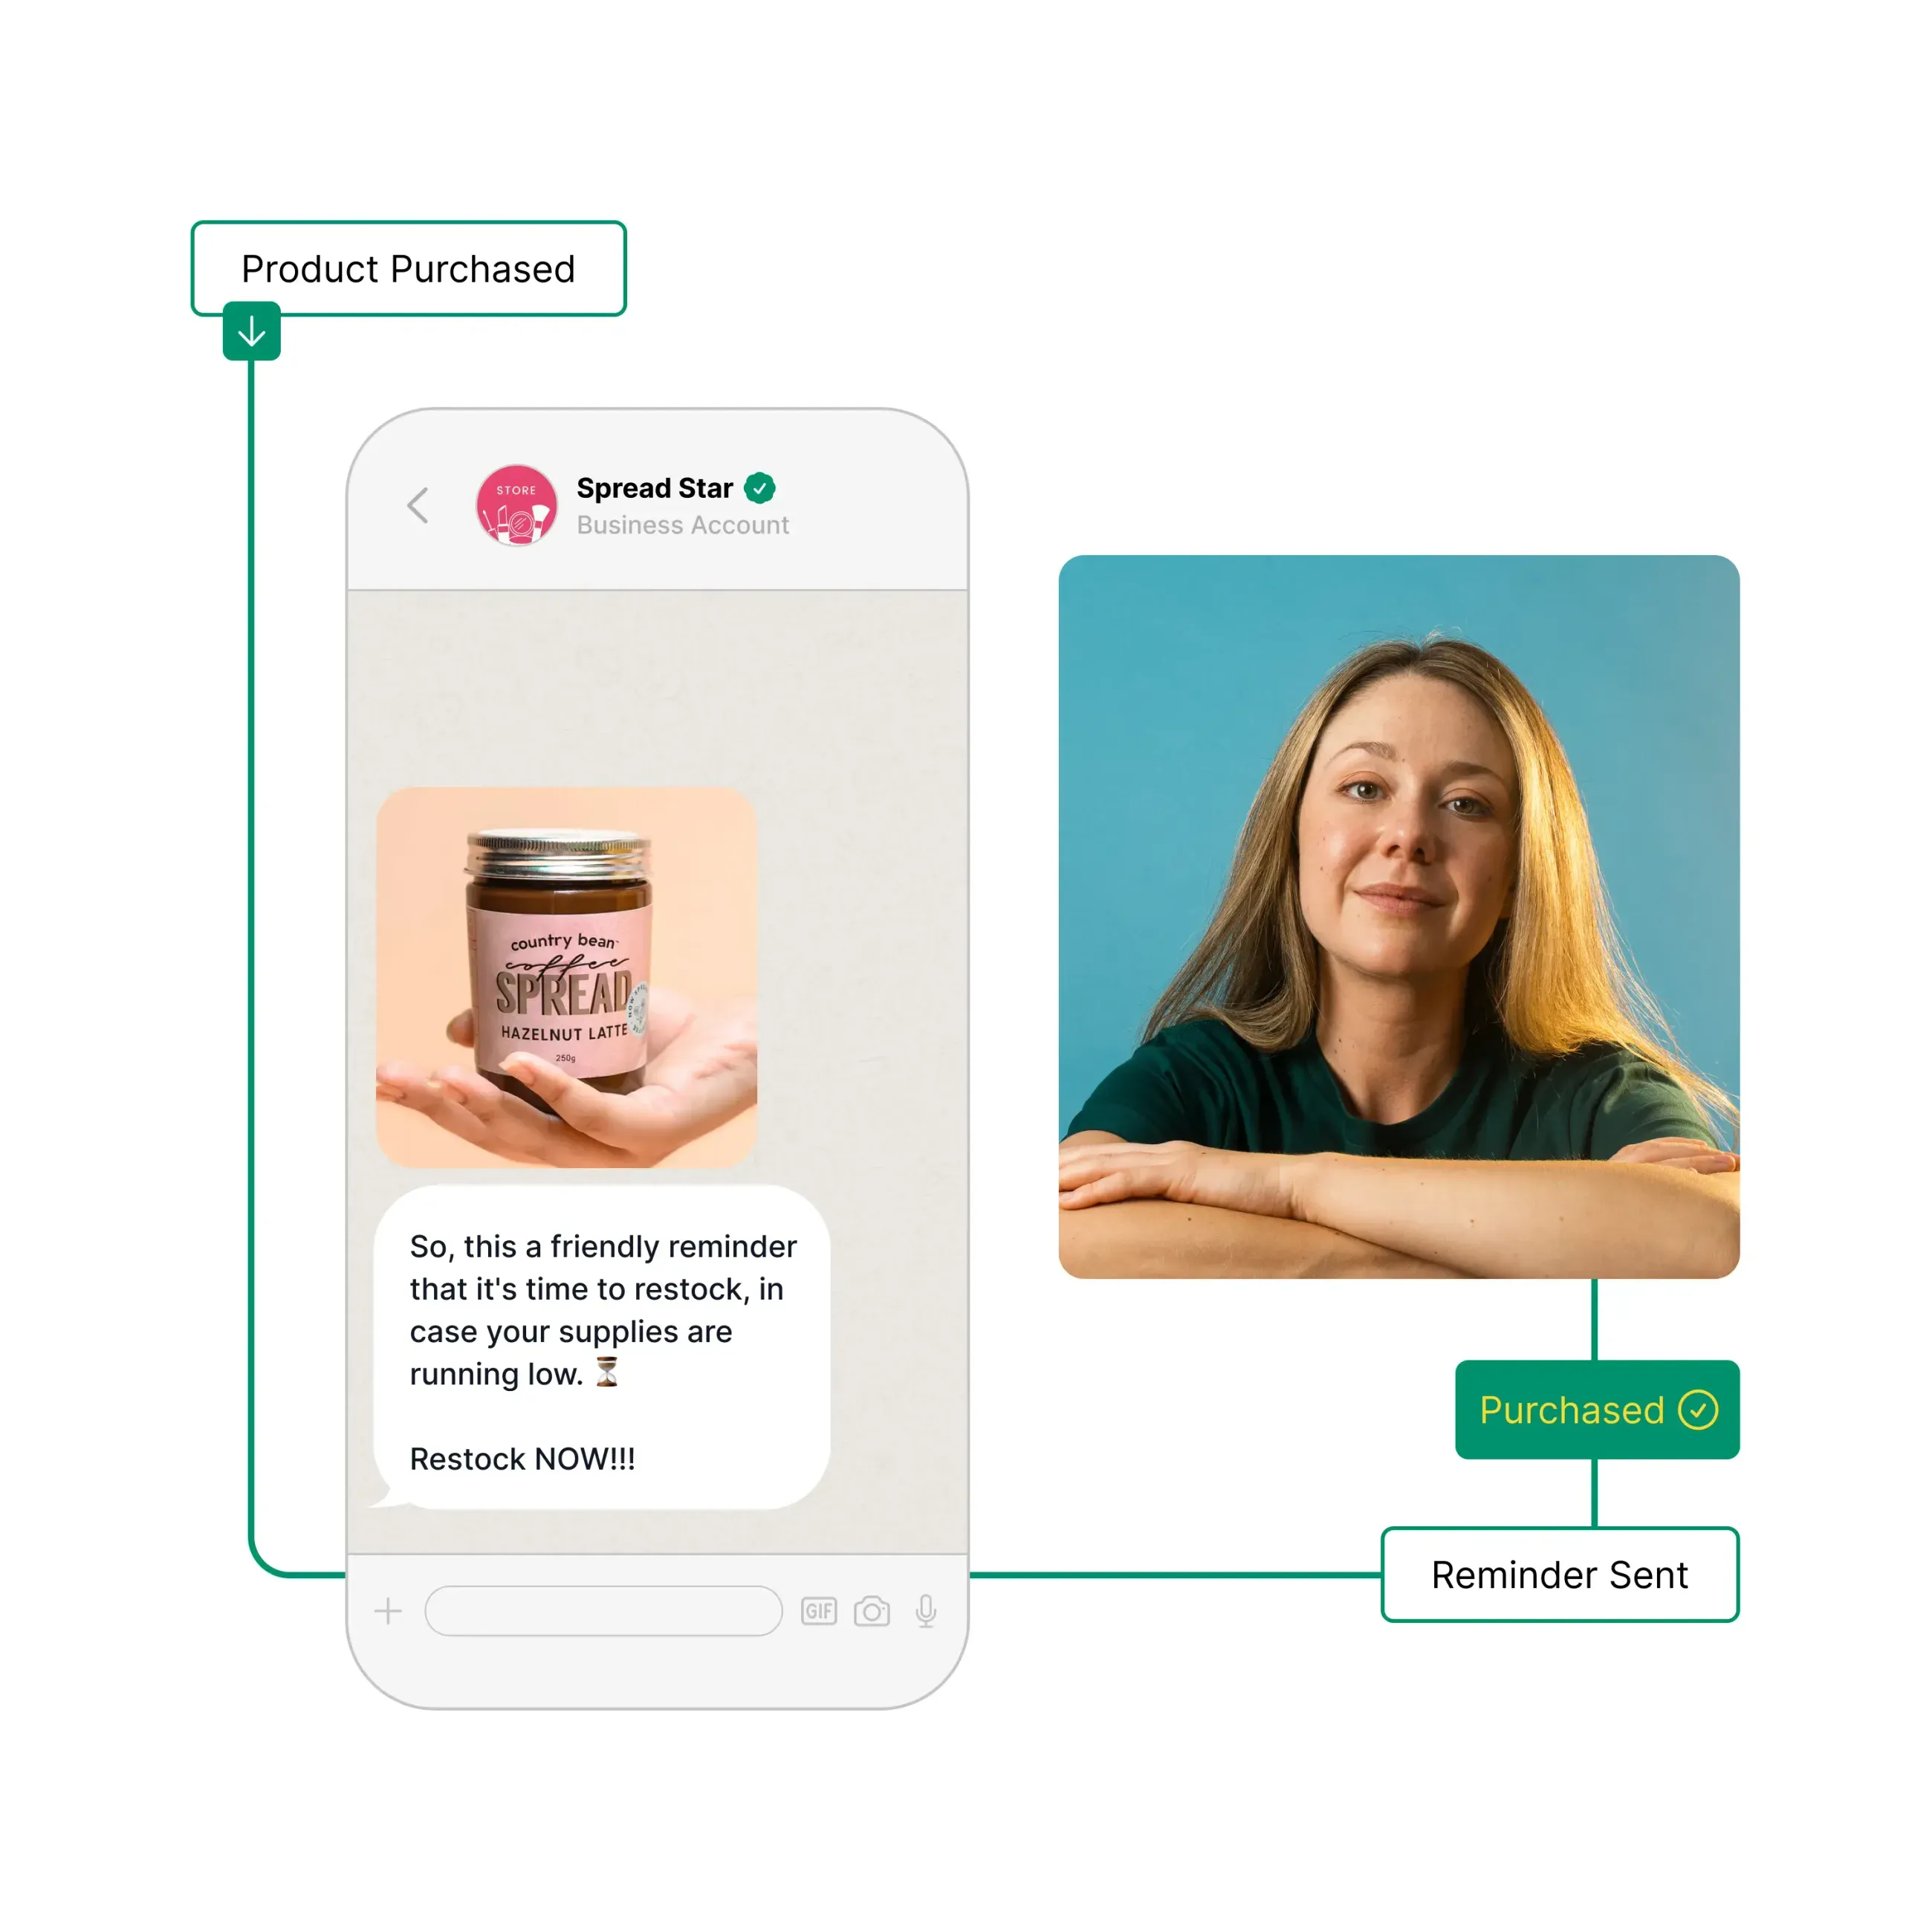 Product Purchased
STORE
Spread Star
Business Account
country bean
coffee
SPREAD
HAZELNUT LATTE
250g
So, this a friendly reminder
that it's time to restock, in
case your supplies are
running low. ⏳
Restock NOW!!!
GIF
Purchased
Reminder Sent